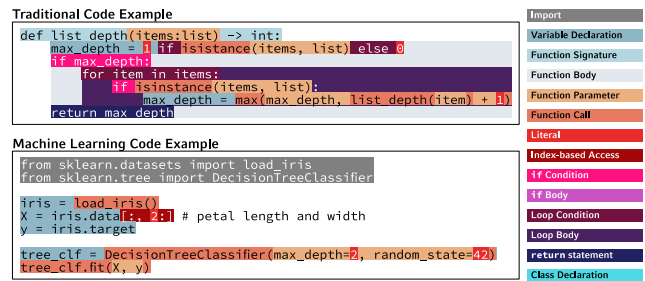 Traditional Code Example
def list_depth(items:list) -> int:
max_depth = 1 if isistance(items, list) else 0
if max_depth:
for item in items:
if isinstance(items, list):
max_depth = max(max_depth, list_depth(item) + 1)
return max_depth
Machine Learning Code Example
from sklearn.datasets import load_iris
from sklearn.tree import DecisionTreeClassifier
iris = load_iris()
X = iris.data[:, 2:] # petal length and width
y = iris.target
tree_clf = DecisionTreeClassifier(max_depth=2, random_state=42)
tree_clf.fit(X, y)
Import
Variable Declaration
Function Signature
Function Body
Function Parameter
Function Call
Literal
Index-based Access
if Condition
if Body
Loop Condition
Loop Body
return statement
Class Declaration